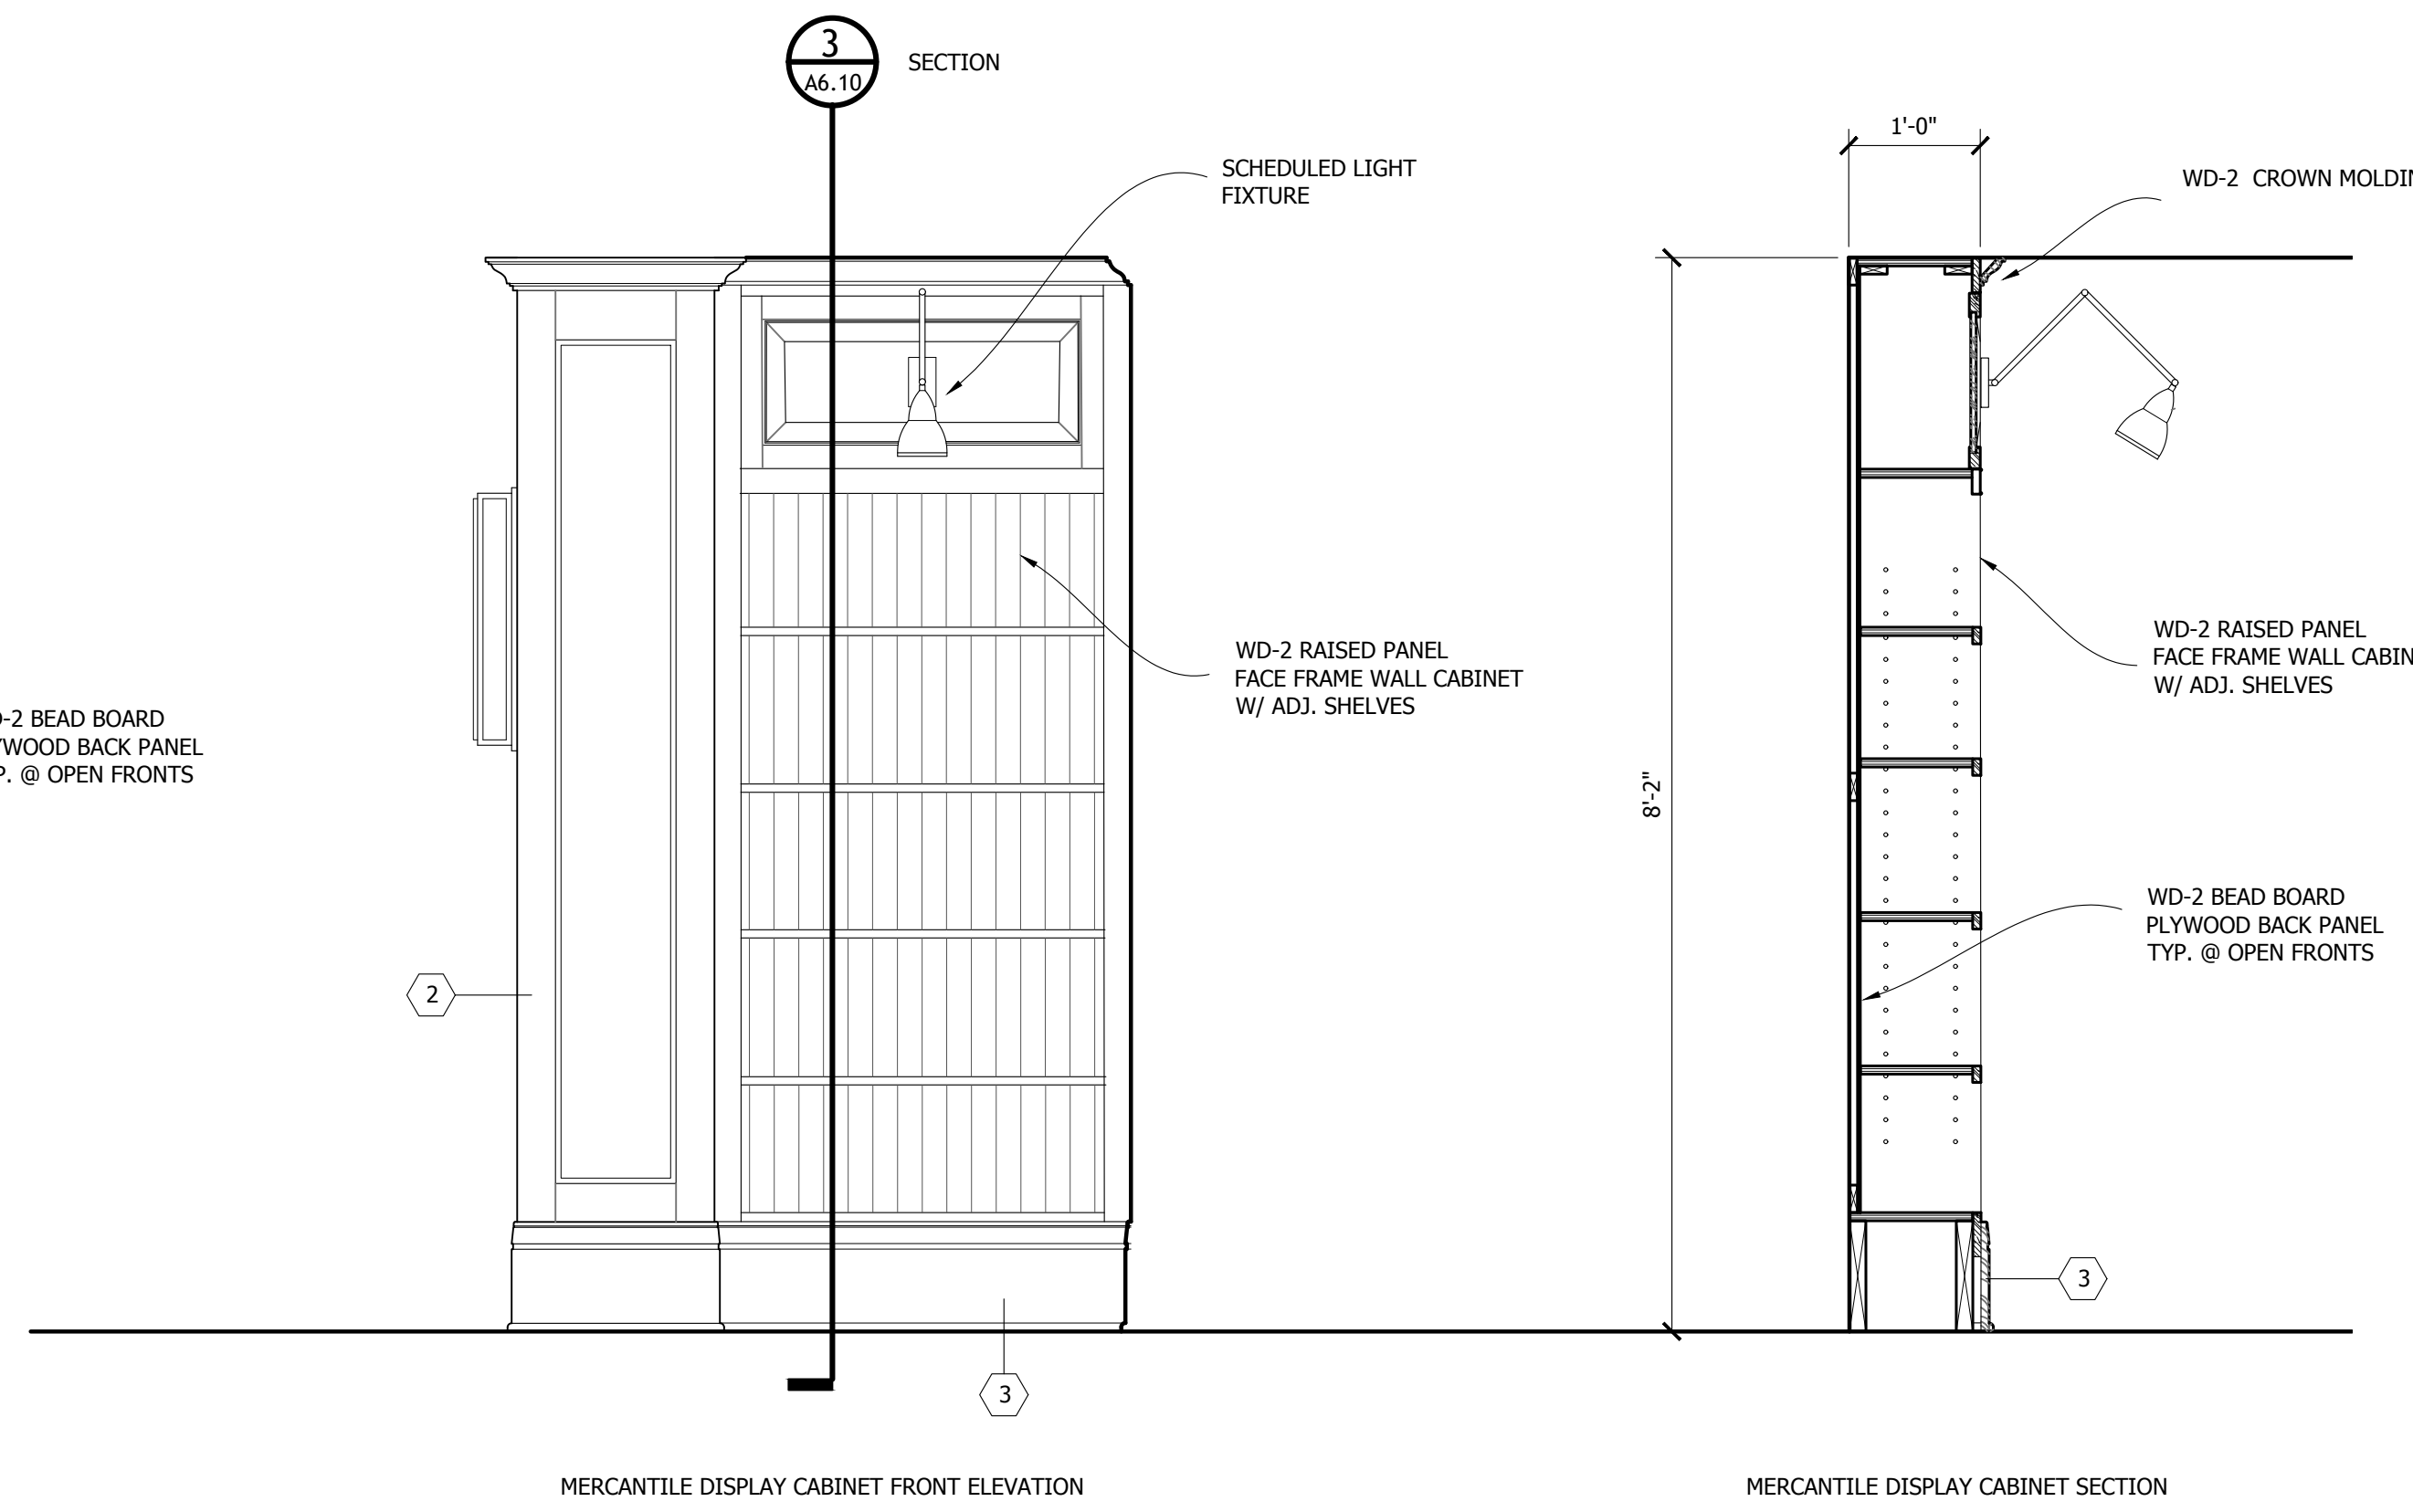 3
A6.10
SECTION
SCHEDULED LIGHT
FIXTURE
WD-2 RAISED PANEL
FACE FRAME WALL CABINET
W/ ADJ. SHELVES
-2 BEAD BOARD
WOOD BACK PANEL
. @ OPEN FRONTS
2
3
MERCANTILE DISPLAY CABINET FRONT ELEVATION
1'-0"
WD-2 CROWN
8'-2"
WD-2 RAISED PANEL
FACE FRAME WALL
W/ ADJ. SHELVES
WD-2 BEAD BOARD
PLYWOOD BACK PANEL
TYP. @ OPEN FRONTS
3
MERCANTILE DISPLAY CABINET SECTION